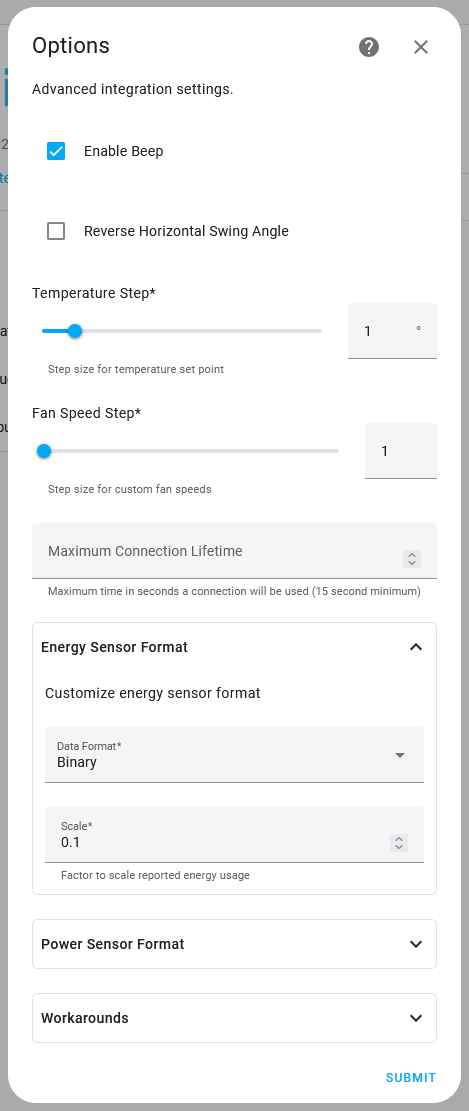 Options
Advanced integration settings.
Enable Beep
Reverse Horizontal Swing Angle
Temperature Step*
1 °
Step size for temperature set point
Fan Speed Step*
1
Step size for custom fan speeds
Maximum Connection Lifetime
Maximum time in seconds a connection will be used (15 second minimum)
Energy Sensor Format
Customize energy sensor format
Data Format*
Binary
Scale*
0.1
Factor to scale reported energy usage
Power Sensor Format
Workarounds
SUBMIT